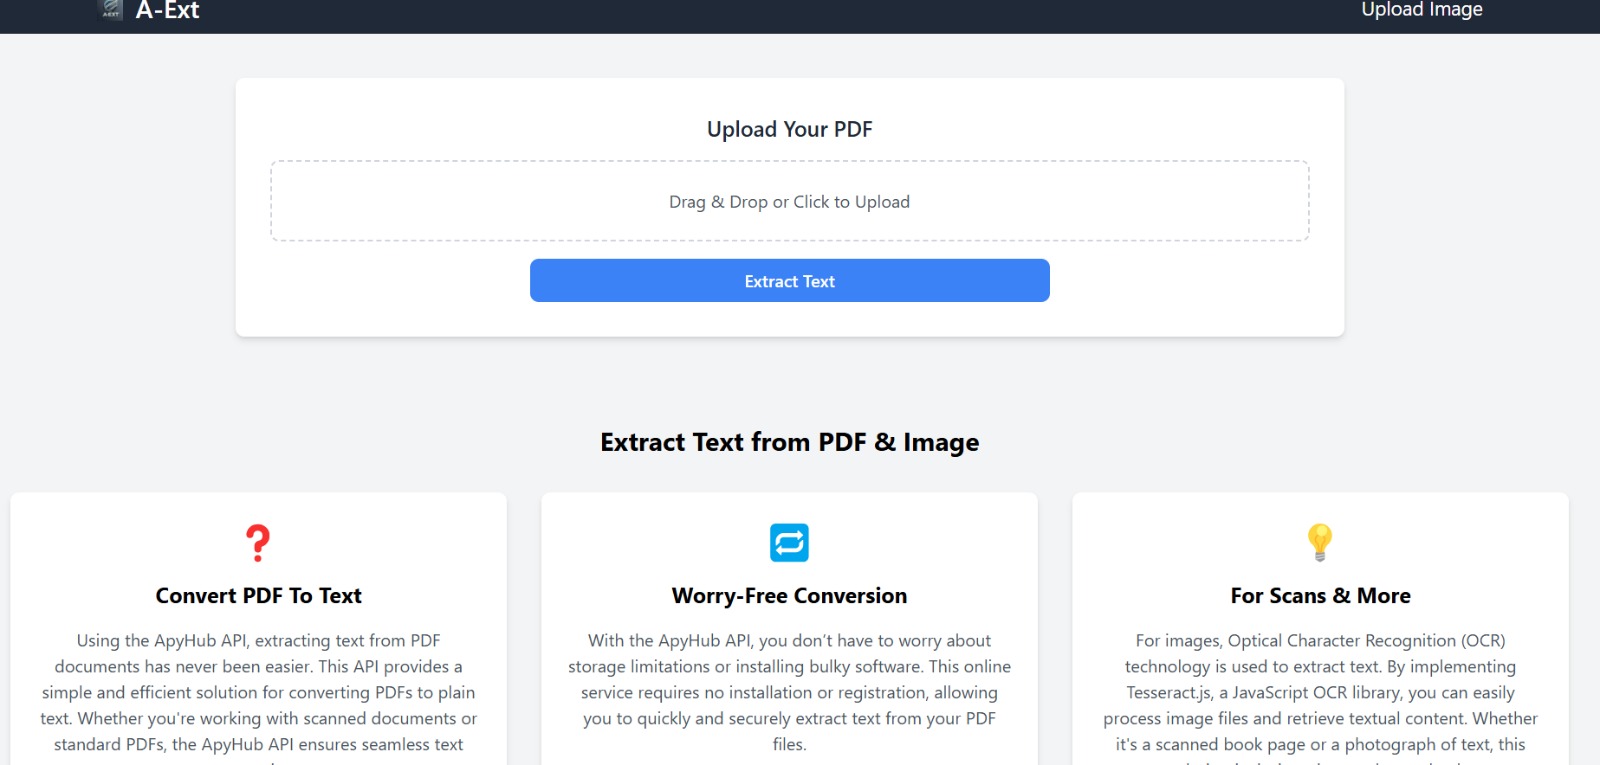 A-Ext
Upload Image
Upload Your PDF
Drag & Drop or Click to Upload
Extract Text
Extract Text from PDF & Image
Convert PDF To Text
Using the ApyHub API, extracting text from PDF
documents has never been easier. This API provides a
simple and efficient solution for converting PDFs to plain
text. Whether you're working with scanned documents or
standard PDFs, the ApyHub API ensures seamless text
Worry-Free Conversion
With the ApyHub API, you don’t have to worry about
storage limitations or installing bulky software. This online
service requires no installation or registration, allowing
you to quickly and securely extract text from your PDF
files.
For Scans & More
For images, Optical Character Recognition (OCR)
technology is used to extract text. By implementing
Tesseract.js, a JavaScript OCR library, you can easily
process image files and retrieve textual content. Whether
it's a scanned book page or a photograph of text, this